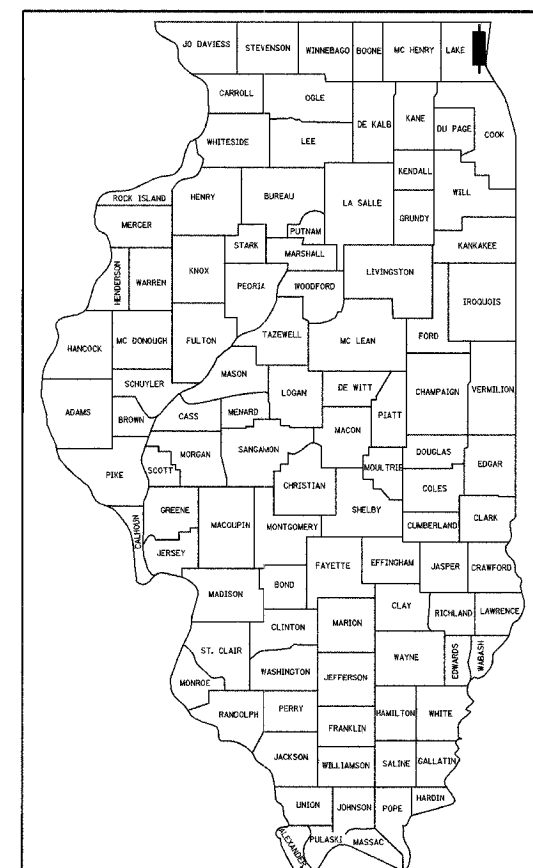 JO DAVIESS
STEVENSON
WINNEBAGO
BOONE
MC HENRY
LAKE
CARROLL
OGLE
DE KALB
KANE
DU PAGE
COOK
WHITESIDE
LEE
KENDALL
WILL
ROCK ISLAND
HENRY
BUREAU
LA SALLE
GRUNDY
MERCER
PUTNAM
STARK
MARSHALL
KANKAKEE
HENDERSON
WARREN
KNOX
PEORIA
WOODFORD
LIVINGSTON
IROQUOIS
HANCOCK
MC DONOUGH
FULTON
TAZEWELL
MC LEAN
FORD
MASON
SCHUYLER
LOGAN
DE WITT
CHAMPAIGN
VERMILION
ADAMS
BROWN
CASS
MENARD
MACON
PIATT
PIKE
SCOTT
MORGAN
SANGAMON
MOULTRIE
DOUGLAS
EDGAR
CHRISTIAN
COLES
CALHOUN
GREENE
MACOUPIN
MONTGOMERY
SHELBY
CUMBERLAND
CLARK
JERSEY
FAYETTE
EFFINGHAM
JASPER
CRAWFORD
MADISON
BOND
CLAY
RICHLAND
LAWRENCE
CLINTON
MARION
ST. CLAIR
WAYNE
EDWARDS
WABASH
WASHINGTON
JEFFERSON
MONROE
RANDOLPH
PERRY
HAMILTON
WHITE
FRANKLIN
JACKSON
WILLIAMSON
SALINE
GALLATIN
UNION
JOHNSON
POPE
HARDIN
ALEXANDER
PULASKI
MASSAC